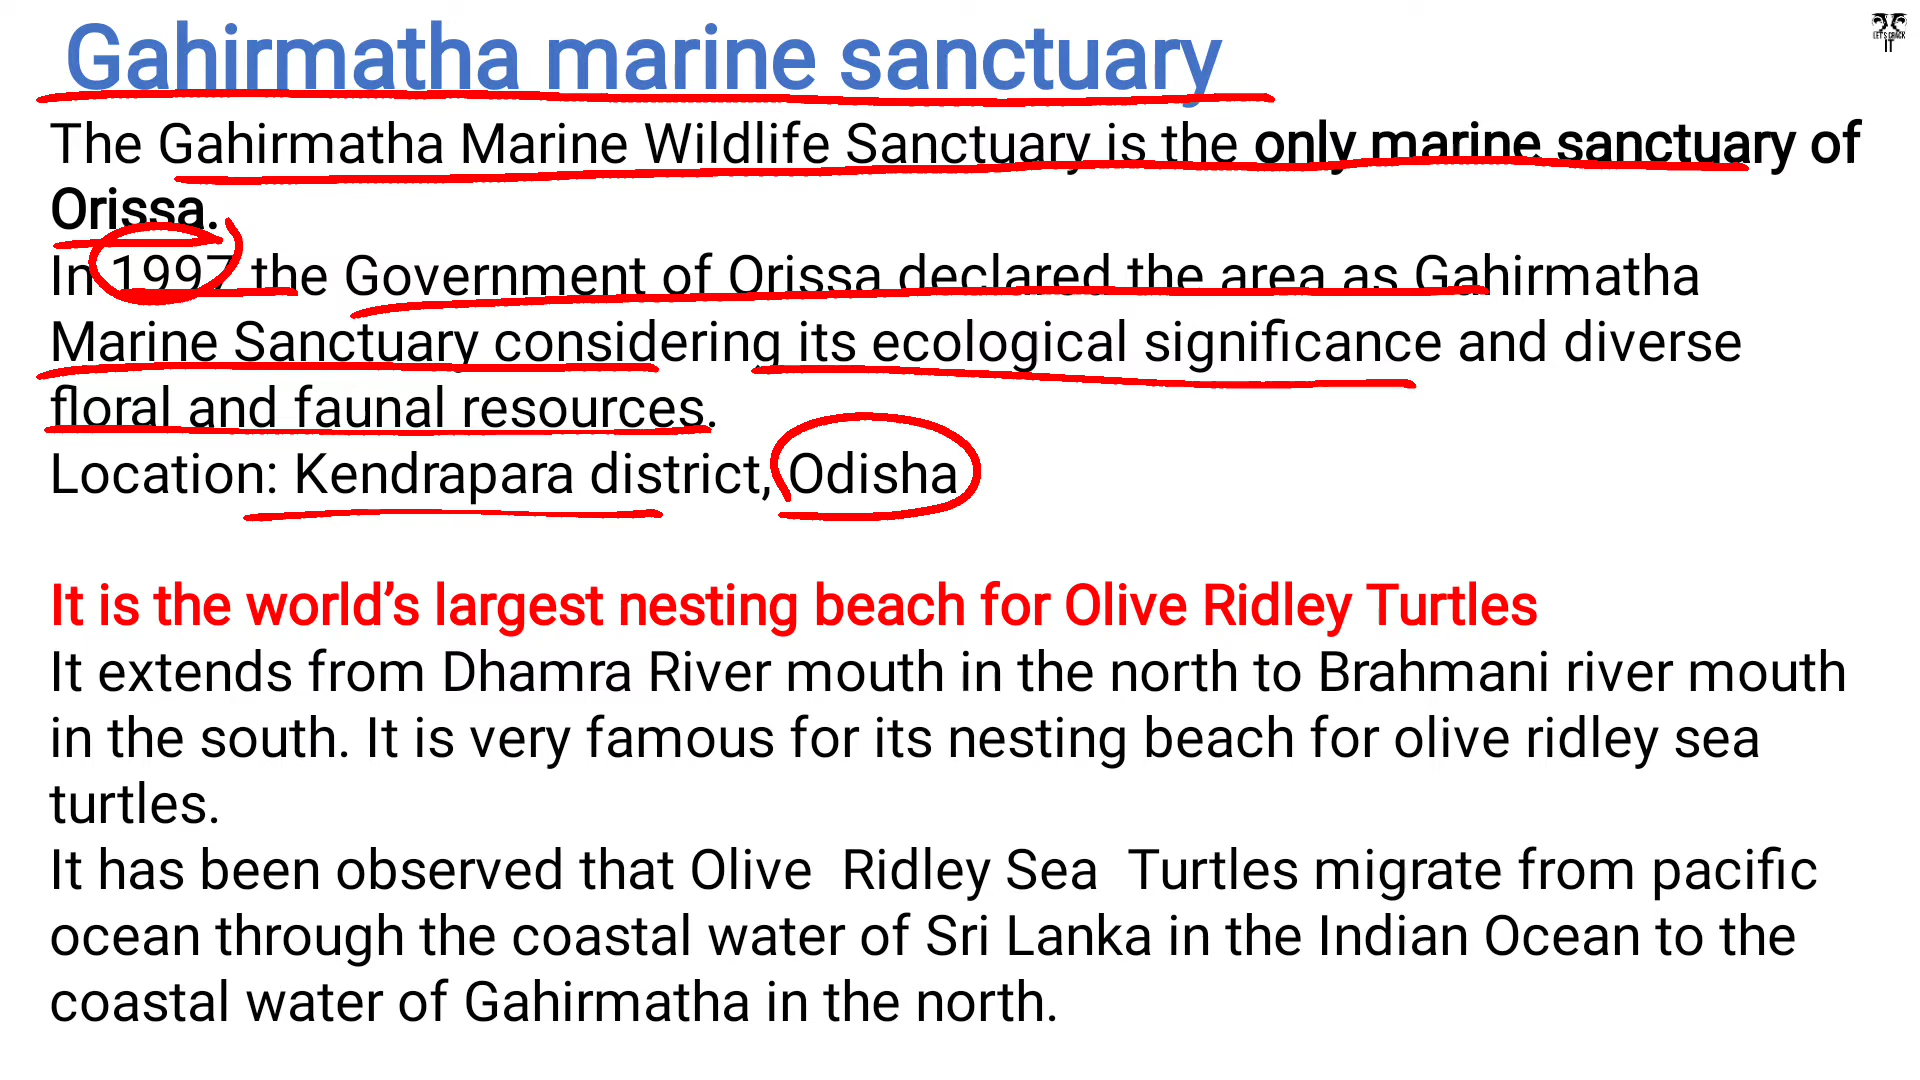 Gahirmatha marine sanctuary
LET'S CRACK
IT
The Gahirmatha Marine Wildlife Sanctuary is the only marine sanctuary of
Orissa.
In 1997 the Government of Orissa declared the area as Gahirmatha
Marine Sanctuary considering its ecological significance and diverse
floral and faunal resources.
Location: Kendrapara district, Odisha
It is the world’s largest nesting beach for Olive Ridley Turtles
It extends from Dhamra River mouth in the north to Brahmani river mouth
in the south. It is very famous for its nesting beach for olive ridley sea
turtles.
It has been observed that Olive  Ridley Sea  Turtles migrate from pacific
ocean through the coastal water of Sri Lanka in the Indian Ocean to the
coastal water of Gahirmatha in the north.